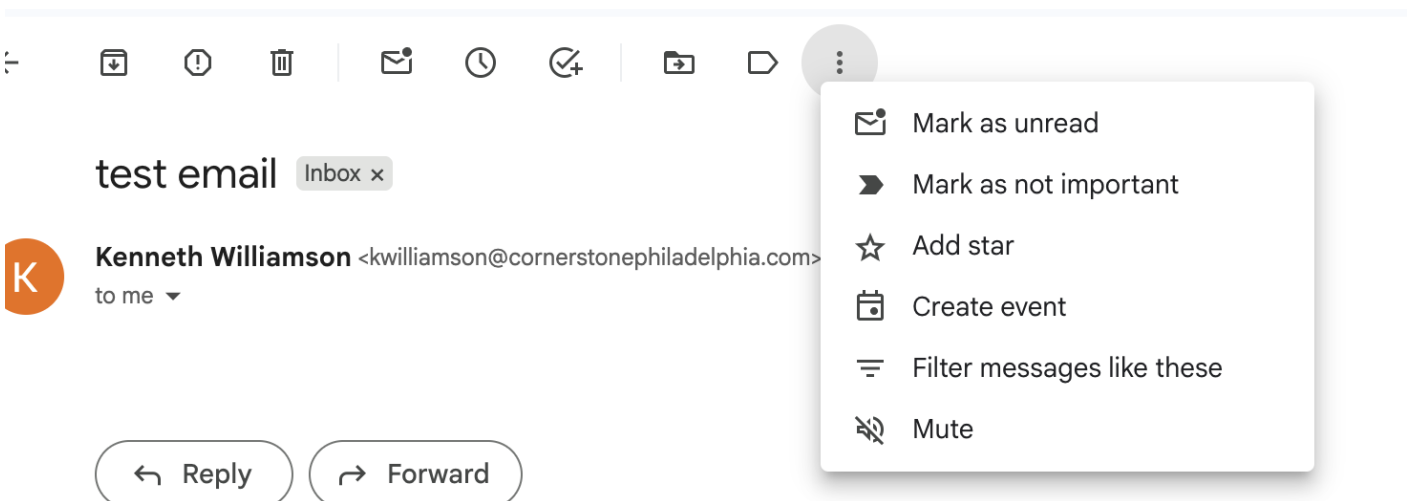 test email Inbox ×
K
Kenneth Williamson <kwilliamson@cornerstonephiladelphia.com>
to me
Reply Forward
Mark as unread
Mark as not important
Add star
Create event
Filter messages like these
Mute